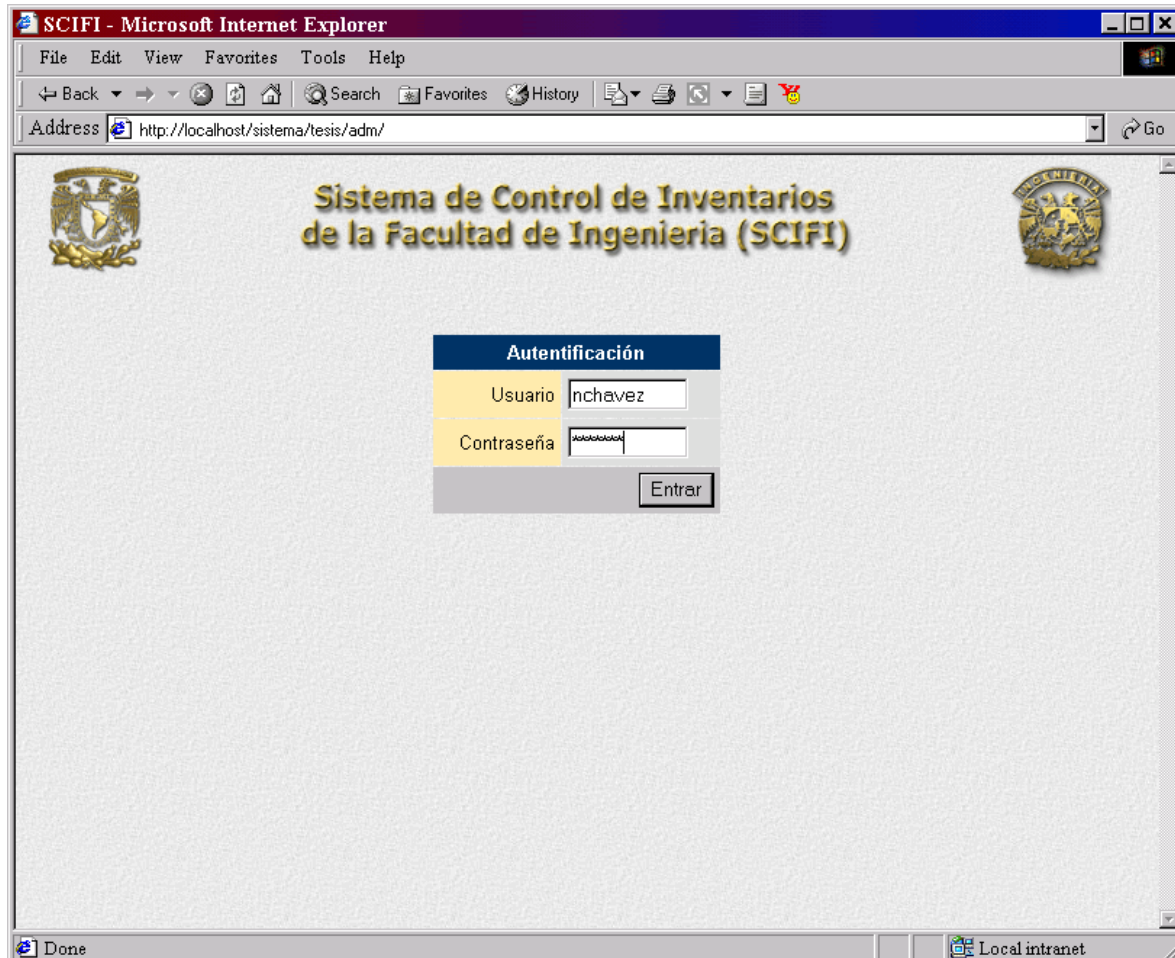 SCIFI - Microsoft Internet Explorer
File Edit View Favorites Tools Help
Back Search Favorites History
Address http://localhost/sistema/tesis/adm/ Go
Sistema de Control de Inventarios
de la Facultad de Ingenieria (SCIFI)
INGENIERIA
Autentificación
Usuario nchavez
Contraseña ********
Entrar
Done Local intranet